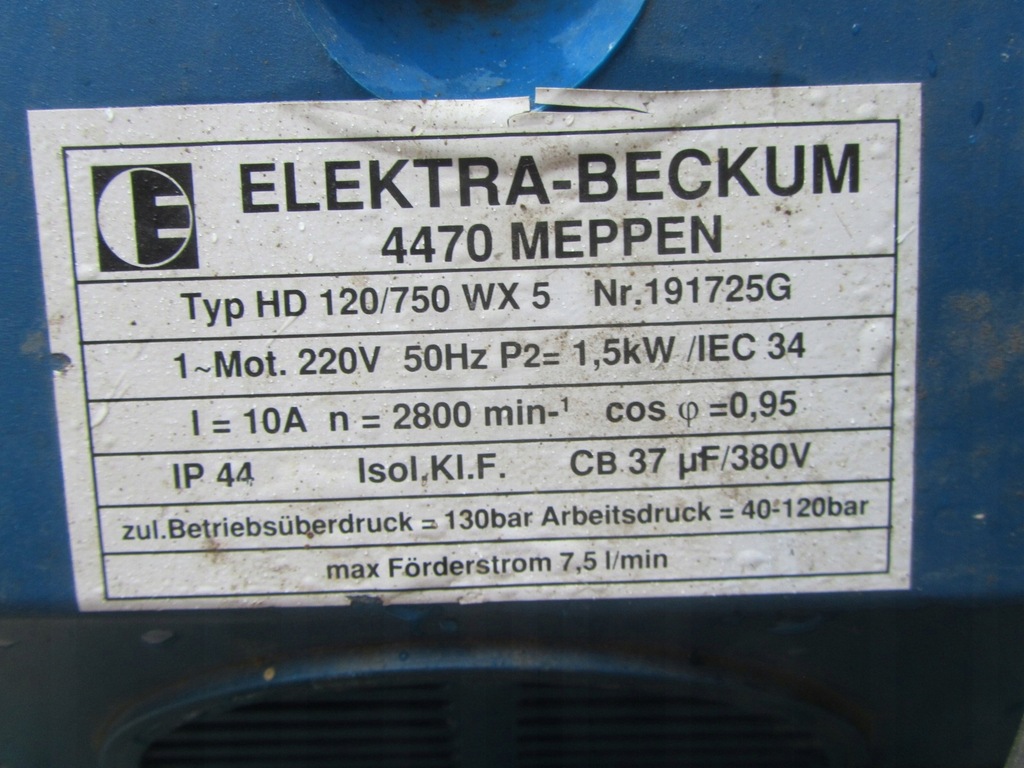 E ELEKTRA-BECKUM
4470 MEPPEN
Typ HD 120/750 WX 5 Nr.191725G
1~Mot. 220V 50Hz P2= 1,5kW /IEC 34
I = 10A n = 2800 min-¹ cos φ =0,95
IP 44 Isol.Kl.F. CB 37 µF/380V
zul.Betriebsüberdruck = 130bar Arbeitsdruck = 40-120bar
max Förderstrom 7,5 l/min